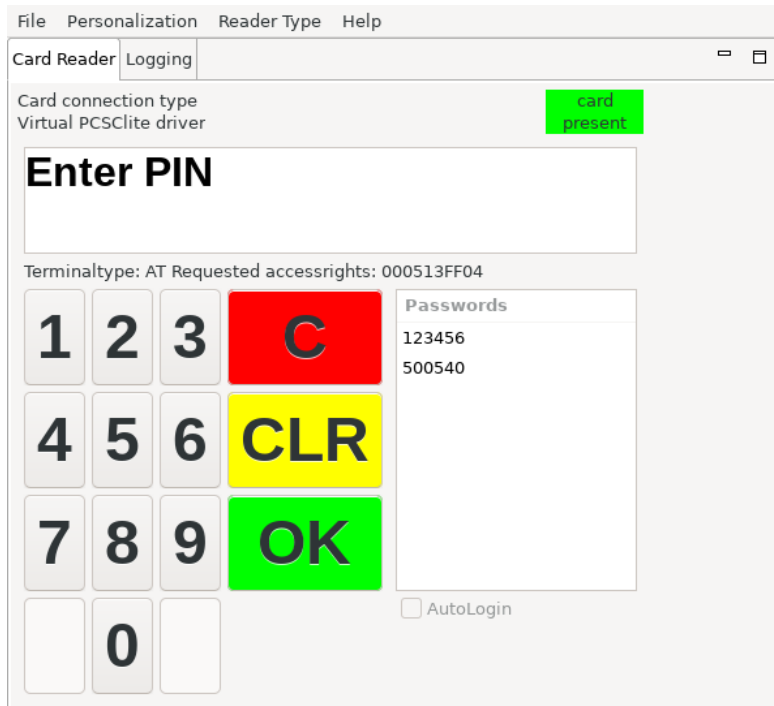 File Personalization Reader Type Help
Card Reader Logging
Card connection type
Virtual PCSClite driver
card
present
Enter PIN
Terminaltype: AT Requested accessrights: 000513FF04
1 2 3 C
4 5 6 CLR
7 8 9 OK
0
Passwords
123456
500540
AutoLogin